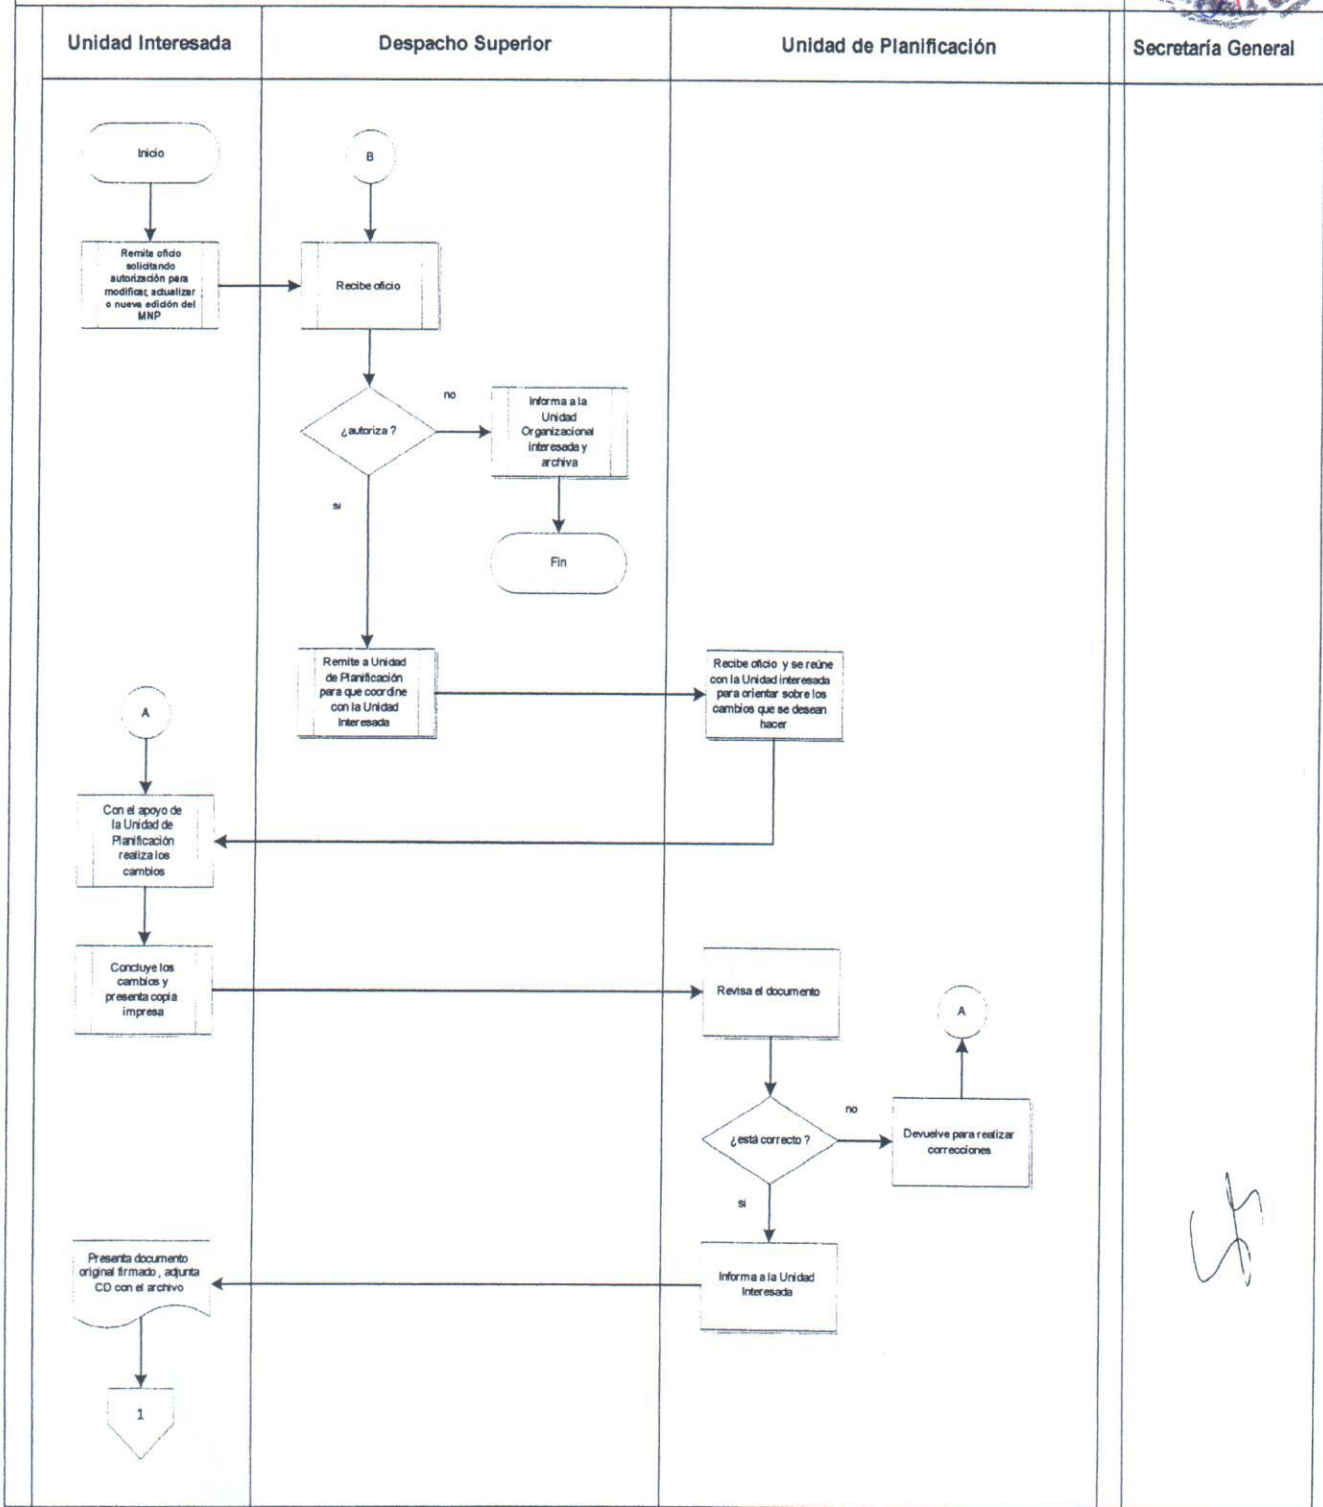 Unidad Interesada
Despacho Superior
Unidad de Planificación
Secretaría General
Inicio
B
Remite oficio
solicitando
autorización para
modificar, actualizar
o nueva edición del
MNP
Recibe oficio
¿autoriza ?
no
Informa a la
Unidad
Organizacional
interesada y
archiva
si
Fin
Remite a Unidad
de Planificación
para que coordine
con la Unidad
Interesada
Recibe oficio y se reúne
con la Unidad interesada
para orientar sobre los
cambios que se desean
hacer
A
Con el apoyo de
la Unidad de
Planificación
realiza los
cambios
Concluye los
cambios y
presenta copia
impresa
Revisa el documento
A
¿está correcto ?
no
Devuelve para realizar
correcciones
si
Presenta documento
original firmado , adjunta
CD con el archivo
Informa a la Unidad
Interesada
1